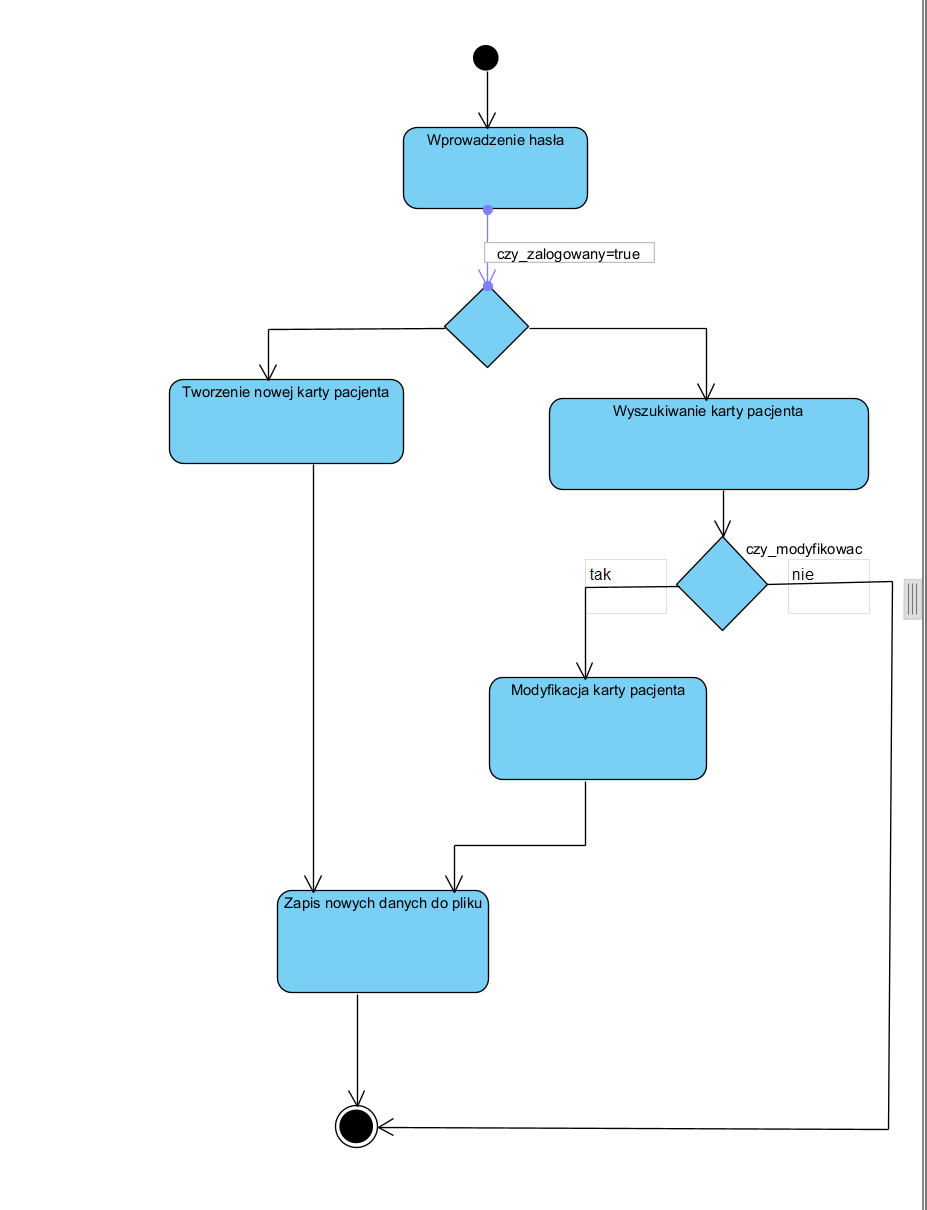 Wprowadzenie hasła
czy_zalogowany=true
Tworzenie nowej karty pacjenta
Wyszukiwanie karty pacjenta
czy_modyfikowac
tak
nie
Modyfikacja karty pacjenta
Zapis nowych danych do pliku